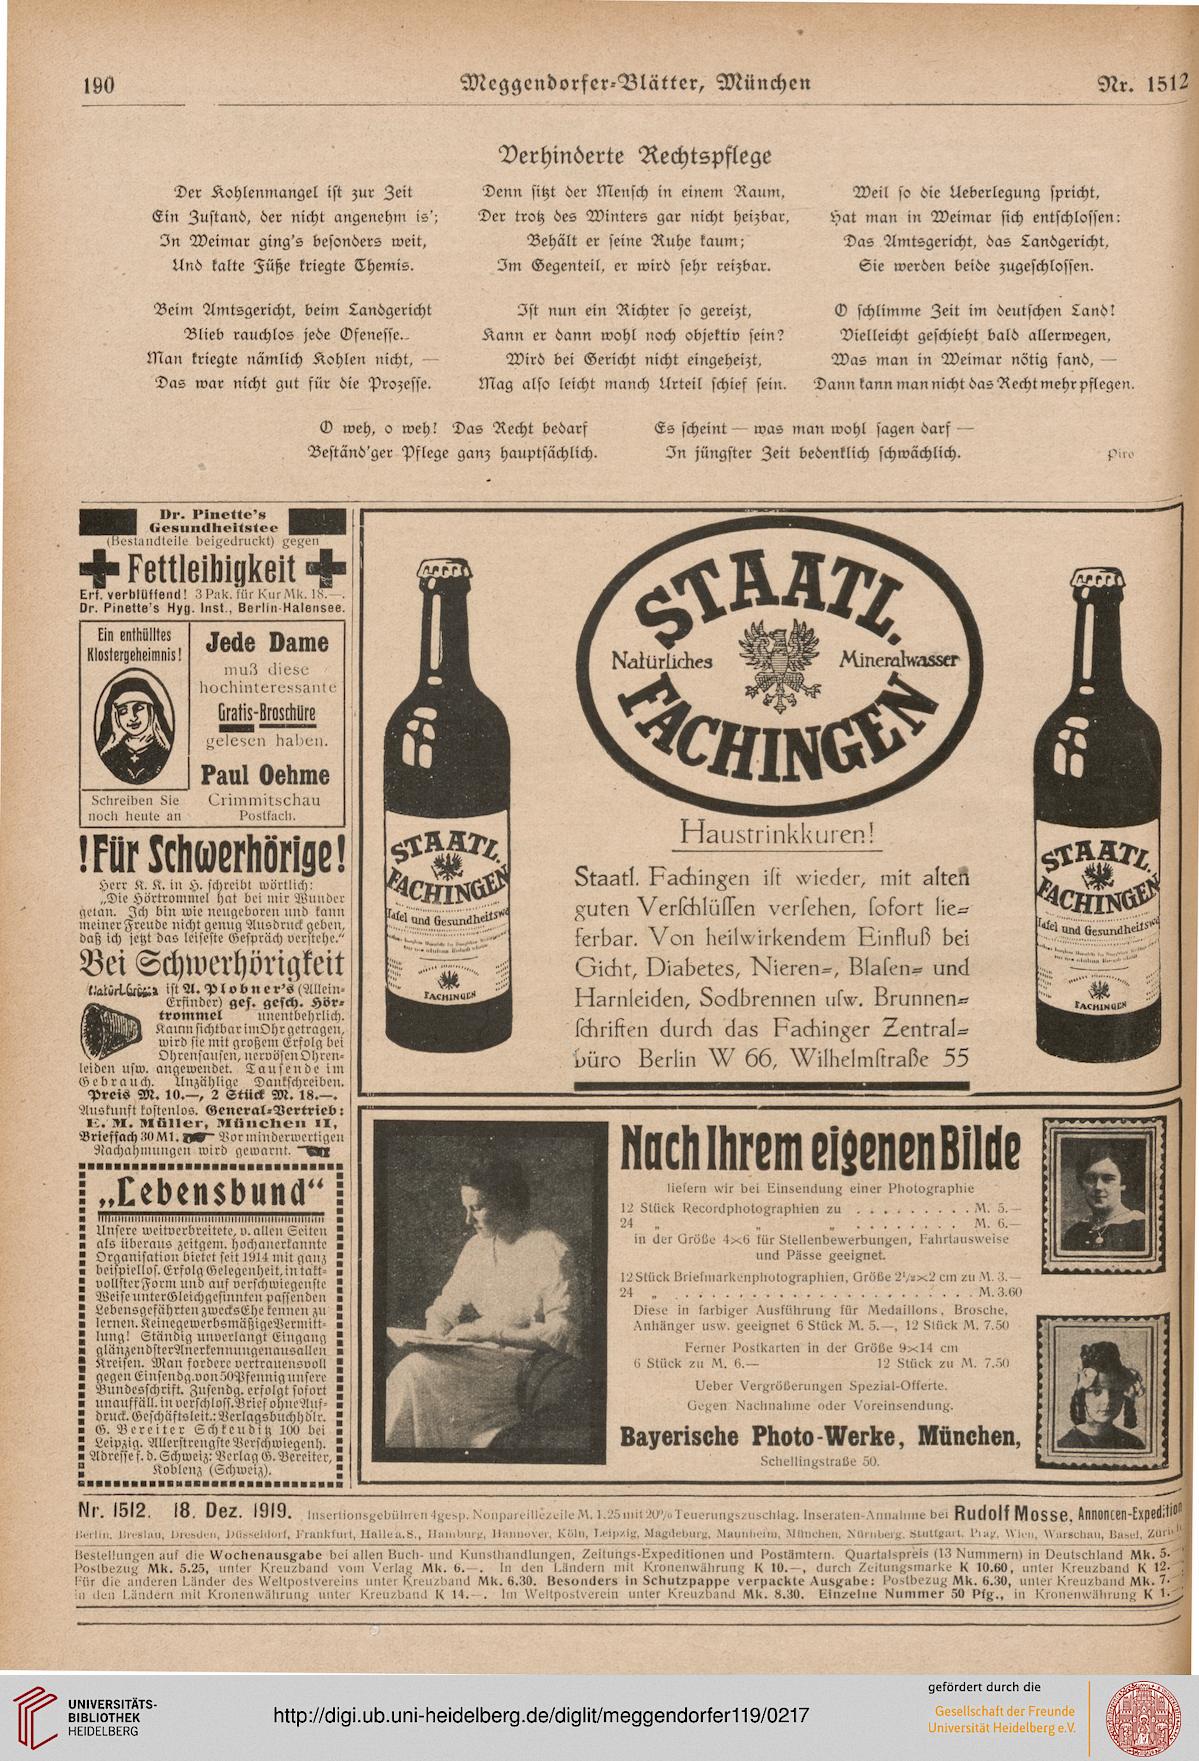 190
Meggendorfer-Blätter, München
Nr. 1512
Verhinderte Rechtspflege
Der Kohlenmangel ist zur Zeit
Ein Zustand, der nicht angenehm is';
In Weimar ging's besonders weit,
Und kalte Füße kriegte Themis.
Beim Amtsgericht, beim Landgericht
Blieb rauchlos jede Ofenesse.
Man kriegte nämlich Kohlen nicht, —
Das war nicht gut für die Prozesse.
Denn sitzt der Mensch in einem Raum,
Der trotz des Winters gar nicht heizbar,
Behält er seine Ruhe kaum;
Im Gegenteil, er wird sehr reizbar.
Ist nun ein Richter so gereizt,
Kann er dann wohl noch objektiv sein?
Wird bei Gericht nicht eingeheizt,
Mag also leicht manch Urteil schief sein.
Weil so die Ueberlegung spricht,
Hat man in Weimar sich entschlossen:
Das Amtsgericht, das Landgericht,
Sie werden beide zugeschlossen.
O schlimme Zeit im deutschen Land!
Vielleicht geschieht bald allerwegen,
Was man in Weimar nötig fand, —
Dann kann man nicht das Recht mehr pflegen.
O weh, o weh! Das Recht bedarf
Beständ'ger Pflege ganz hauptsächlich.
Es scheint — was man wohl sagen darf —
In jüngster Zeit bedenklich schwächlich.
Piro
Dr. Pinette's
Gesundheitstee
(Bestandteile beigedruckt) gegen
Fettleibigkeit
Erf. verblüffend! 3 Pak. für Kur Mk. 18.—.
Dr. Pinette's Hyg. Inst., Berlin-Halensee.
Ein enthülltes
Klostergeheimnis!
Schreiben Sie
noch heute an
Jede Dame
muß diese
hochinteressante
Gratis-Broschüre
gelesen haben.
Paul Oehme
Crimmitschau
Postfach.
!Für Schwerhörige!
Herr K. K. in H. schreibt wörtlich:
„Die Hörtrommel hat bei mir Wunder
getan. Ich bin wie neugeboren und kann
meiner Freude nicht genug Ausdruck geben,
daß ich jetzt das leiseste Gespräch verstehe."
Bei Schwerhörigkeit
Natürl. Grösse ist A. Plobner's (Allein-
Erfinder) ges. gesch. Hör-
trommel unentbehrlich.
Kaum sichtbar im Ohr getragen,
wird sie mit großem Erfolg bei
Ohrensausen, nervösen Ohren-
leiden usw. angewendet. Tausende im
Gebrauch. Unzählige Dankschreiben.
Preis M. 10.—, 2 Stück M. 18.—.
Auskunft kostenlos. General-Vertrieb:
E. M. Müller, München II,
Brieffach 30 M1. Vor minderwertigen
Nachahmungen wird gewarnt.
„Lebensbund"
Unsere weitverbreitete, v. allen Seiten
als überaus zeitgem. hochanerkannte
Organisation bietet seit 1914 mit ganz
beispiellos. Erfolg Gelegenheit, in takt-
vollster Form und auf verschwiegenste
Weise unter Gleichgesinnten passenden
Lebensgefährten zwecks Ehe kennen zu
lernen. Keine gewerbsmäßige Vermitt-
lung! Ständig unverlangt Eingang
glänzendster Anerkennungen aus allen
Kreisen. Man fordere vertrauensvoll
gegen Einsendg. von 50 Pfennig unsere
Bundesschrift. Zusendg. erfolgt sofort
unauffäll. in verschloss. Brief ohne Auf-
druck. Geschäftsleit.: Verlagsbuchhdlr.
G. Bereiter Schkeuditz 100 bei
Leipzig. Allerstrengste Verschwiegenh.
Adresse f. d. Schweiz: Verlag G. Bereiter,
Koblenz (Schweiz).
STAATL.
Natürliches Mineralwasser
FACHINGEN
STAATL.
FACHINGEN
Tafel und Gesundheitsw
FACHINGEN
STAATL.
FACHINGEN
Tafel und Gesundheitsw
FACHINGEN
Haustrinkkuren!
Staatl. Fachingen ist wieder, mit alten
guten Verschlüssen versehen, sofort lie-
ferbar. Von heilwirkendem Einfluß bei
Gicht, Diabetes, Nieren-, Blasen- und
Harnleiden, Sodbrennen usw. Brunnen-
schriften durch das Fachinger Zentral-
büro Berlin W 66, Wilhelmstraße 55
Nach Ihrem eigenen Bilde
liefern wir bei Einsendung einer Photographie
12 Stück Recordphotographien zu . . . . . . . . M. 5.—
24 „ „ „ . . . . . . . . M. 6.—
in der Größe 4×6 für Stellenbewerbungen, Fahrtausweise
und Pässe geeignet.
12 Stück Briefmarkenphotographien, Größe 2½×2 cm zu M. 3.—
24 „ . . . . . . . . . . . . . . . . . . M. 3.60
Diese in farbiger Ausführung für Medaillons, Brosche,
Anhänger usw. geeignet 6 Stück M. 5.—, 12 Stück M. 7.50
Ferner Postkarten in der Größe 9×14 cm
6 Stück zu M. 6.— 12 Stück zu M. 7.50
Ueber Vergrößerungen Spezial-Offerte.
Gegen Nachnahme oder Voreinsendung.
Bayerische Photo-Werke, München,
Schellingstraße 50.
Nr. 1512. 18. Dez. 1919. Insertionsgebühren 4gesp. Nonpareillezeile M. 1.25 mit 20% Teuerungszuschlag. Inseraten-Annahme bei Rudolf Mosse, Annoncen-Expedition
Berlin, Breslau, Dresden, Düsseldorf, Frankfurt, Halle a. S., Hamburg, Hannover, Köln, Leipzig, Magdeburg, Mannheim, München, Nürnberg, Stuttgart, Prag, Wien, Warschau, Basel, Zürich
Bestellungen auf die Wochenausgabe bei allen Buch- und Kunsthandlungen, Zeitungs-Expeditionen und Postämtern. Quartalspreis (13 Nummern) in Deutschland Mk. 5.—
Postbezug Mk. 5.25, unter Kreuzband vom Verlag Mk. 6.—. In den Ländern mit Kronenwährung K 10.—, durch Zeitungsmarke K 10.60, unter Kreuzband K 12.—
Für die anderen Länder des Weltpostvereins unter Kreuzband Mk. 6.30. Besonders in Schutzpappe verpackte Ausgabe: Postbezug Mk. 6.30, unter Kreuzband Mk. 7.—
in den Ländern mit Kronenwährung unter Kreuzband K 14.—. Im Weltpostverein unter Kreuzband Mk. 8.30. Einzelne Nummer 50 Pfg., in Kronenwährung K 1.—
UNIVERSITÄTS-
BIBLIOTHEK
HEIDELBERG
http://digi.ub.uni-heidelberg.de/diglit/meggendorfer119/0217
gefördert durch die
Gesellschaft der Freunde
Universität Heidelberg e.V.